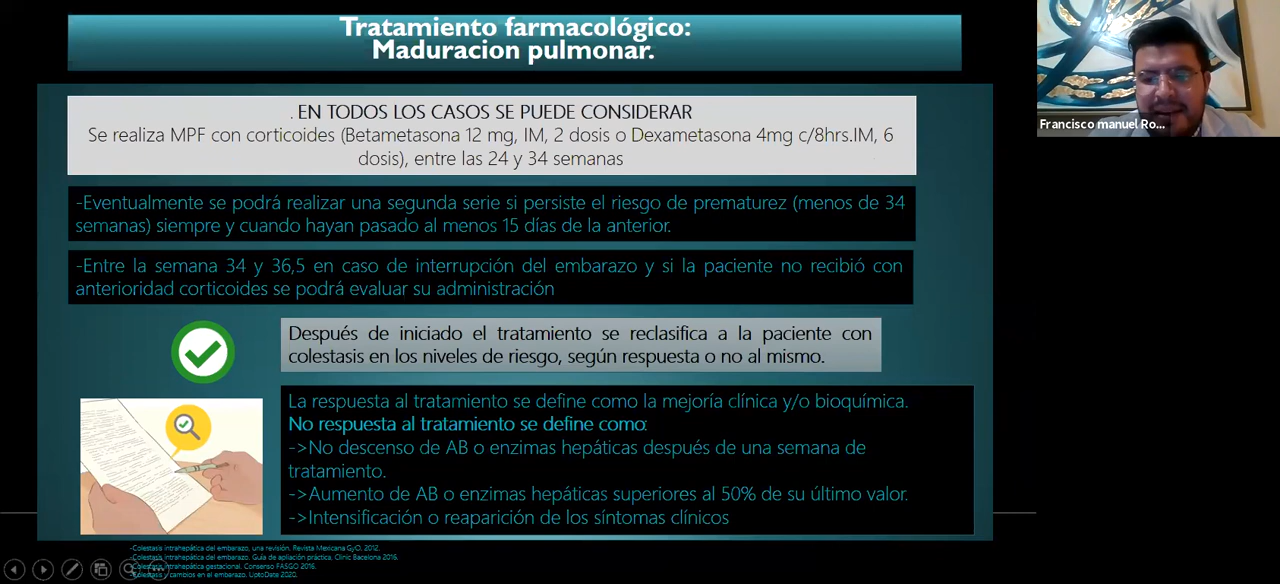 Tratamiento farmacológico:
Maduracion pulmonar.
Francisco manuel Ro...
. EN TODOS LOS CASOS SE PUEDE CONSIDERAR
Se realiza MPF con corticoides (Betametasona 12 mg, IM, 2 dosis o Dexametasona 4mg c/8hrs.IM, 6
dosis), entre las 24 y 34 semanas
-Eventualmente se podrá realizar una segunda serie si persiste el riesgo de prematurez (menos de 34
semanas) siempre y cuando hayan pasado al menos 15 días de la anterior.
-Entre la semana 34 y 36,5 en caso de interrupción del embarazo y si la paciente no recibió con
anterioridad corticoides se podrá evaluar su administración
Después de iniciado el tratamiento se reclasifica a la paciente con
colestasis en los niveles de riesgo, según respuesta o no al mismo.
La respuesta al tratamiento se define como la mejoría clínica y/o bioquímica.
No respuesta al tratamiento se define como:
->No descenso de AB o enzimas hepáticas después de una semana de
tratamiento.
->Aumento de AB o enzimas hepáticas superiores al 50% de su último valor.
->Intensificación o reaparición de los síntomas clínicos
-Colestasis intrahepática del embarazo, una revisión. Revista Mexicana GyO. 2012.
-Colestasis intrahepática del embarazo. Guía de apliación práctica, Clinic Bacelona 2016.
-Colestasis intrahepática gestacional. Consenso FASGO 2016.
-Colestasis y cambios en el embarazo. UptoDate 2020.